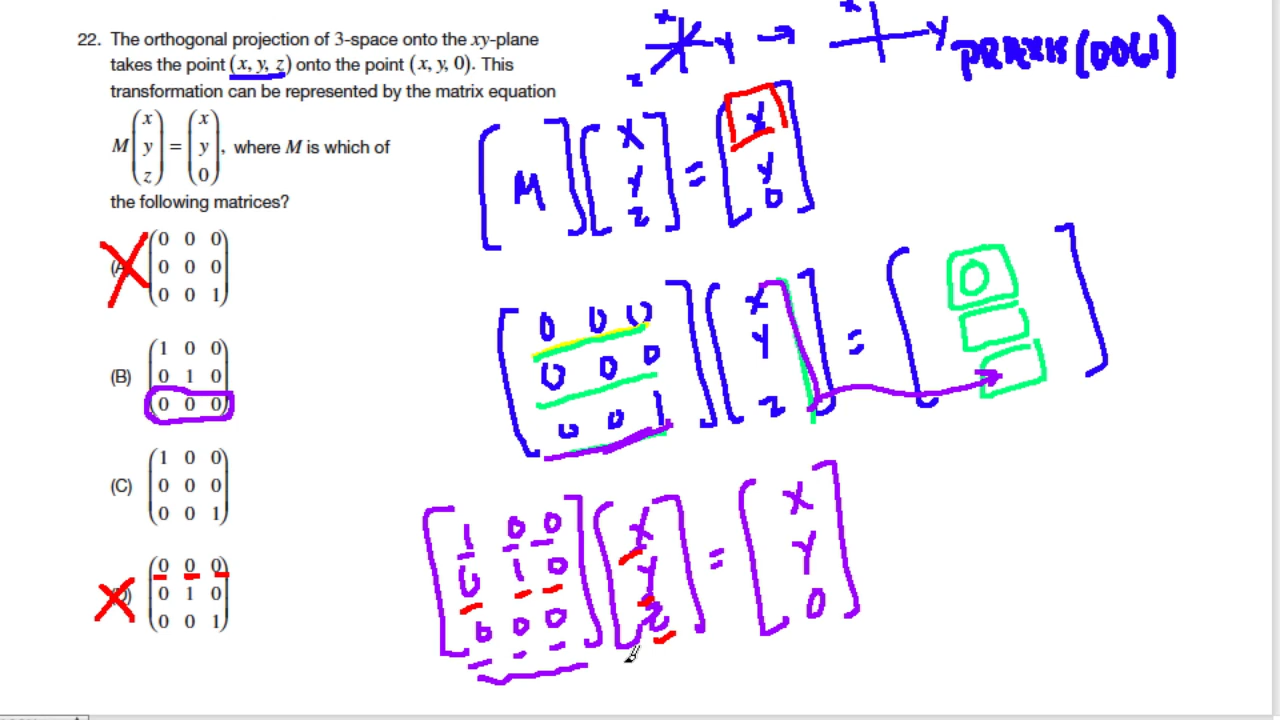 22. The orthogonal projection of 3-space onto the xy-plane
takes the point (x, y, z) onto the point (x, y, 0). This
transformation can be represented by the matrix equation
M (x y z) = (x y 0), where M is which of
the following matrices?
(A) 0 0 0
0 0 0
0 0 1
(B) 1 0 0
0 1 0
0 0 0
(C) 1 0 0
0 0 0
0 0 1
(D) 0 0 0
0 1 0
0 0 1
x y z → x y PRAXIS (0061)
[M] [x y z] = [x y 0]
0 0 0 x 0
0 0 0 y =
0 0 1 z
1 0 0 x x
0 1 0 y = y
0 0 0 z 0